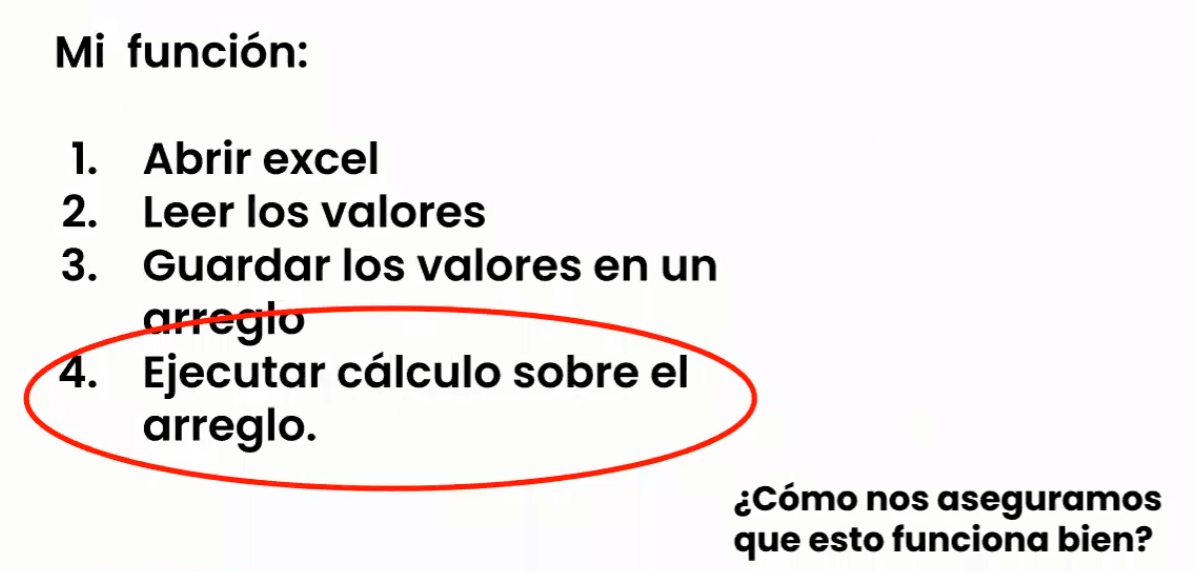 Mi función:
1. Abrir excel
2. Leer los valores
3. Guardar los valores en un
arreglo
4. Ejecutar cálculo sobre el
arreglo.
¿Cómo nos aseguramos
que esto funciona bien?